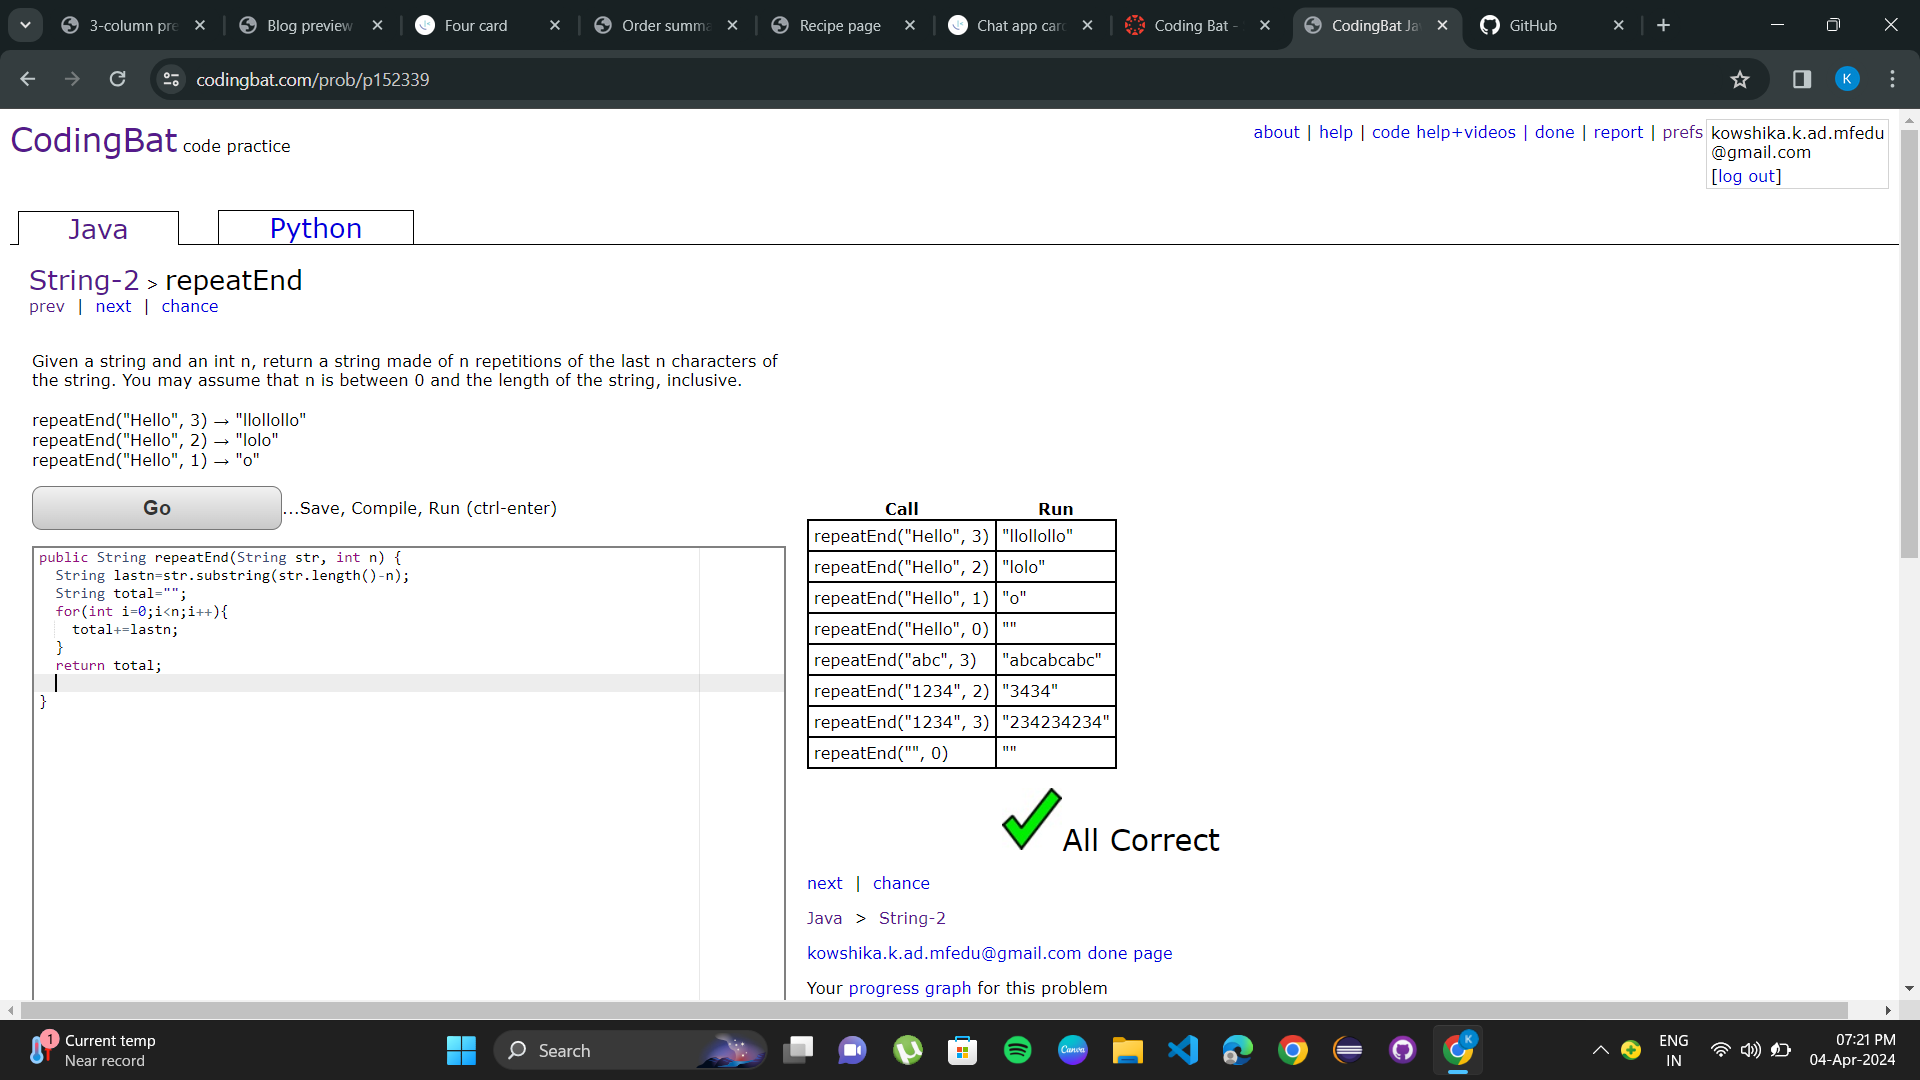 3-column pre
Blog preview
Four card
Order summa
Recipe page
Chat app card
Coding Bat -
CodingBat Jav
GitHub
codingbat.com/prob/p152339
CodingBat code practice
about | help | code help+videos | done | report | prefs
kowshika.k.ad.mfedu
@gmail.com
[log out]
Java
Python
String-2 > repeatEnd
prev | next | chance
Given a string and an int n, return a string made of n repetitions of the last n characters of
the string. You may assume that n is between 0 and the length of the string, inclusive.
repeatEnd("Hello", 3) → "llollollo"
repeatEnd("Hello", 2) → "lolo"
repeatEnd("Hello", 1) → "o"
Go ...Save, Compile, Run (ctrl-enter)
public String repeatEnd(String str, int n) {
String lastn=str.substring(str.length()-n);
String total="";
for(int i=0;i<n;i++){
total+=lastn;
}
return total;
}
Call Run
repeatEnd("Hello", 3) "llollollo"
repeatEnd("Hello", 2) "lolo"
repeatEnd("Hello", 1) "o"
repeatEnd("Hello", 0) ""
repeatEnd("abc", 3) "abcabcabc"
repeatEnd("1234", 2) "3434"
repeatEnd("1234", 3) "234234234"
repeatEnd("", 0) ""
All Correct
next | chance
Java > String-2
kowshika.k.ad.mfedu@gmail.com done page
Your progress graph for this problem
1
Current temp
Near record
Search
Canva
K
ENG
IN
07:21 PM
04-Apr-2024